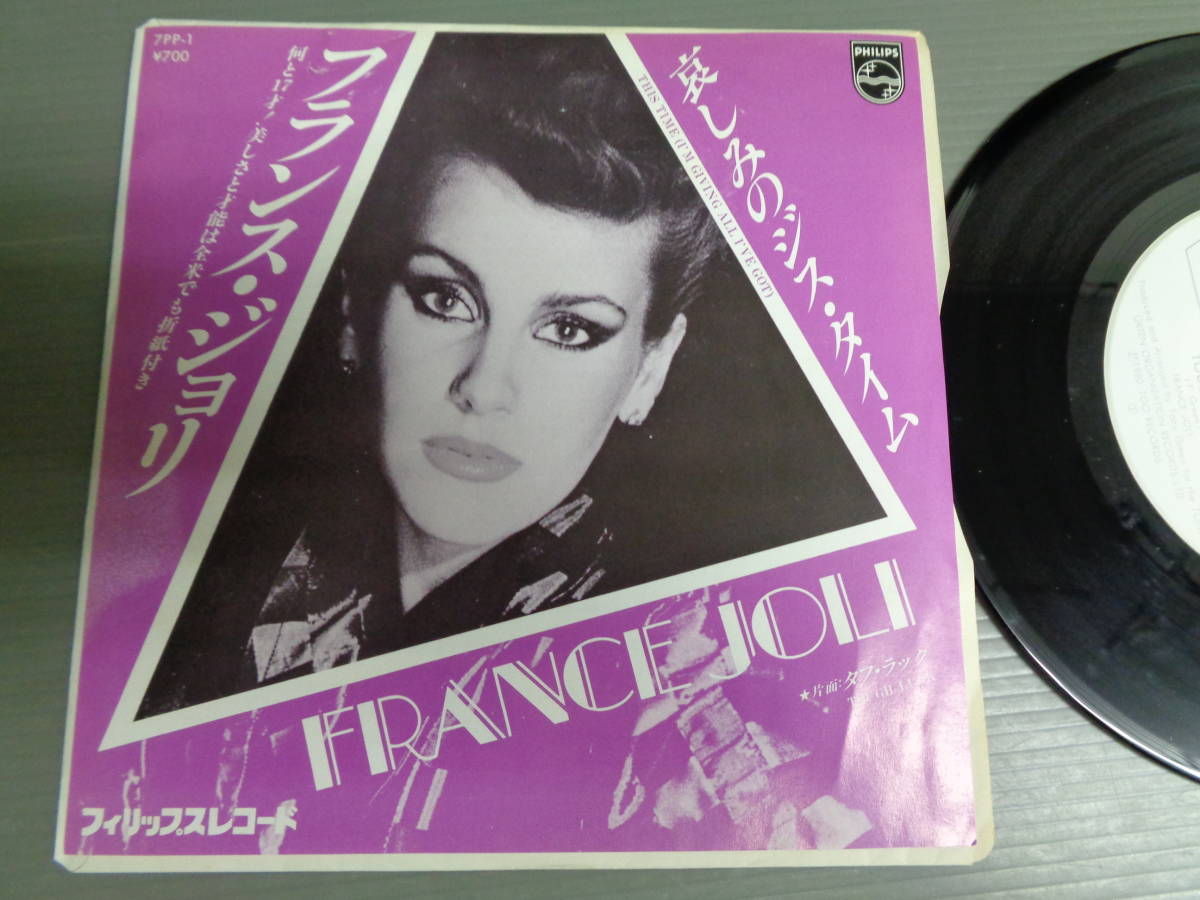 7PP-1
¥700
フランス・ジョリ
何と17才！美しさと才能は全米でも折紙付き
哀しみのジス・タイム
THIS TIME (I'M GIVING ALL I'VE GOT)
PHILIPS
FRANCE JOLI
★片面：タフ・ラック
フィリップスレコード